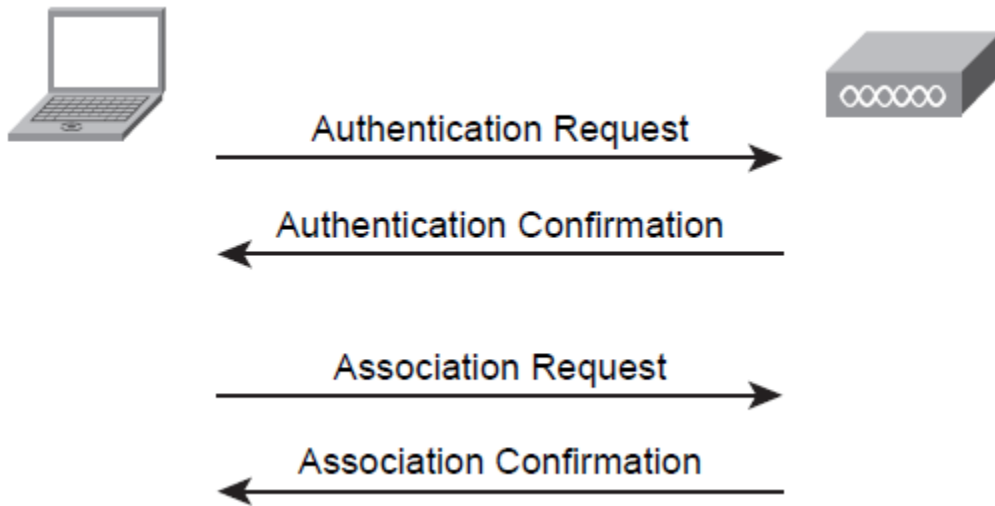 Authentication Request
Authentication Confirmation
Association Request
Association Confirmation